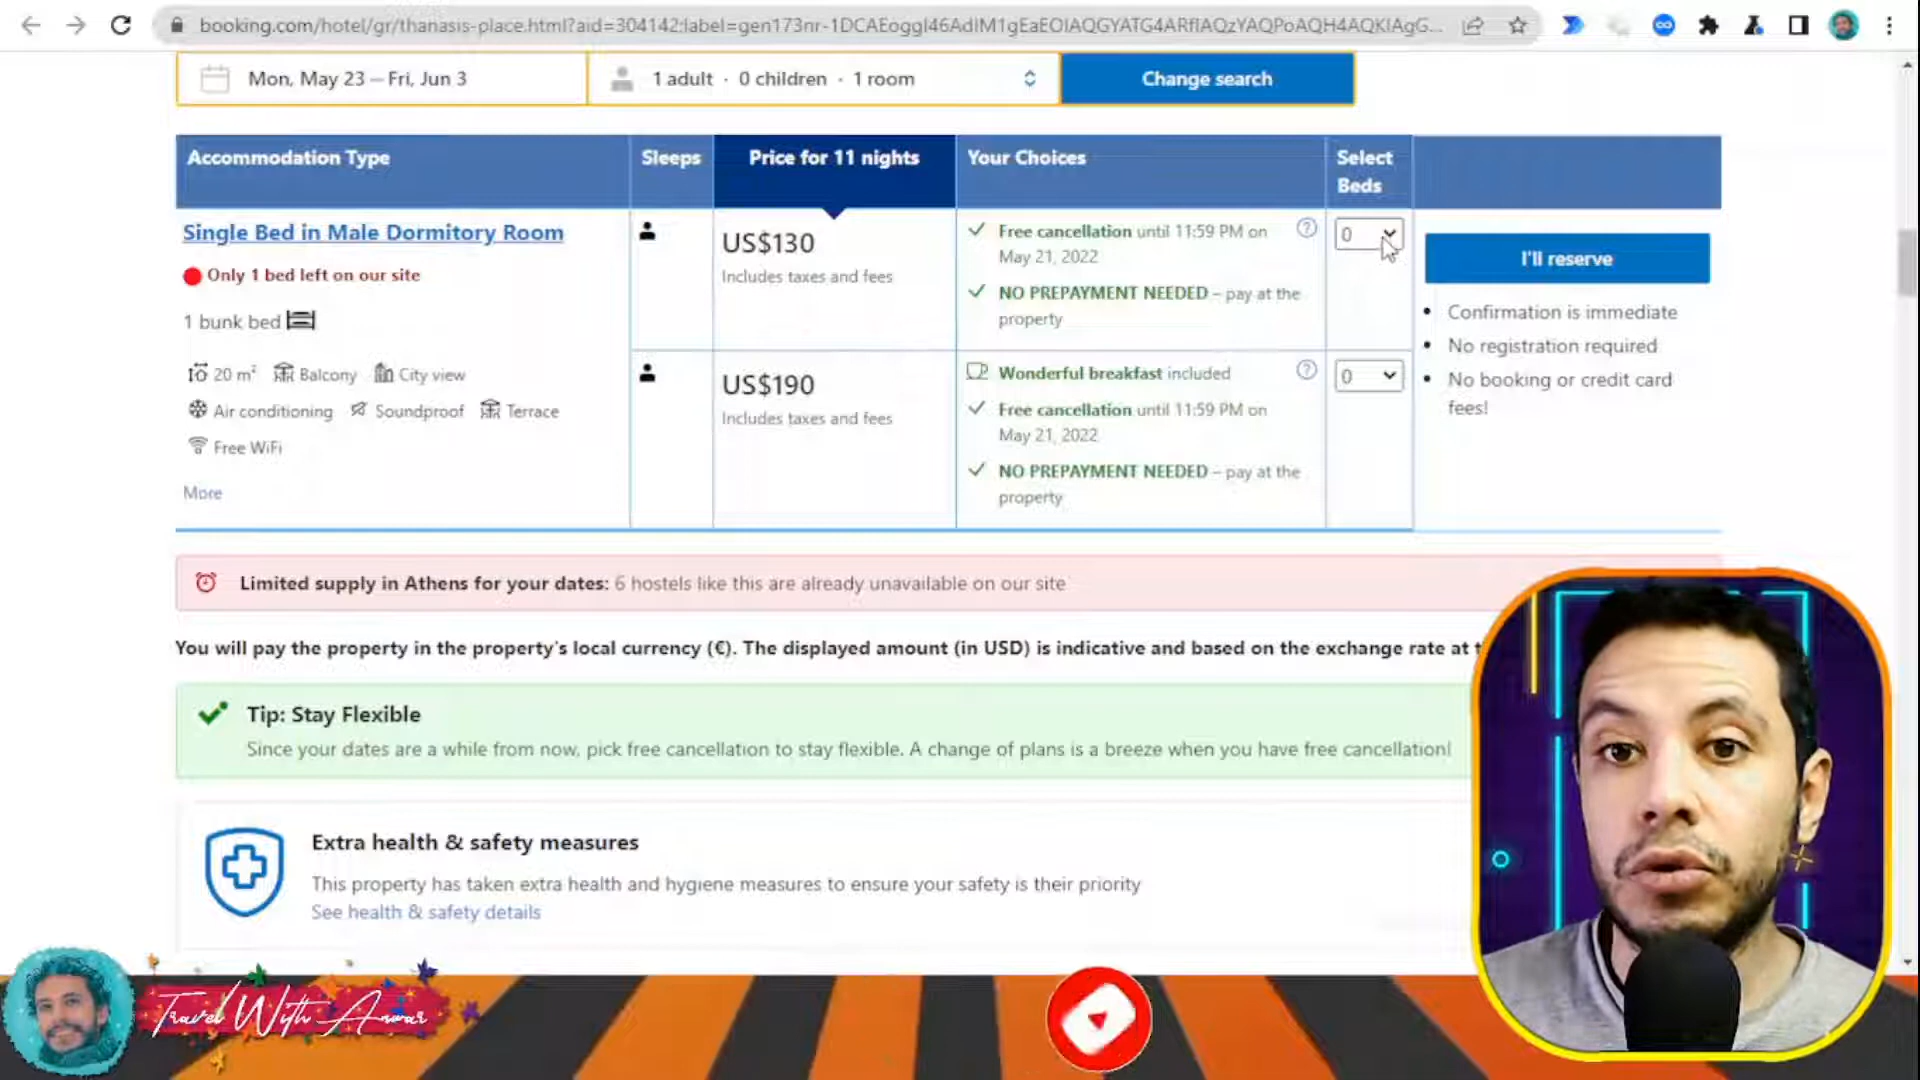 booking.com/hotel/gr/thanasis-place.html?aid=304142;label=gen173nr-1DCAEoggI46AdIM1gEaEOIAQGYATG4ARfIAQzYAQPoAQH4AQKIAgG...
Mon, May 23 – Fri, Jun 3
1 adult · 0 children · 1 room
Change search
Accommodation Type
Sleeps
Price for 11 nights
Your Choices
Select
Beds
Single Bed in Male Dormitory Room
Only 1 bed left on our site
1 bunk bed
20 m² Balcony City view
Air conditioning Soundproof Terrace
Free WiFi
More
US$130
Includes taxes and fees
Free cancellation until 11:59 PM on
May 21, 2022
NO PREPAYMENT NEEDED – pay at the
property
0
US$190
Includes taxes and fees
Wonderful breakfast included
Free cancellation until 11:59 PM on
May 21, 2022
NO PREPAYMENT NEEDED – pay at the
property
0
I'll reserve
• Confirmation is immediate
• No registration required
• No booking or credit card
fees!
Limited supply in Athens for your dates: 6 hostels like this are already unavailable on our site
You will pay the property in the property's local currency (€). The displayed amount (in USD) is indicative and based on the exchange rate at
Tip: Stay Flexible
Since your dates are a while from now, pick free cancellation to stay flexible. A change of plans is a breeze when you have free cancellation!
Extra health & safety measures
This property has taken extra health and hygiene measures to ensure your safety is their priority
See health & safety details
Travel With Anwar